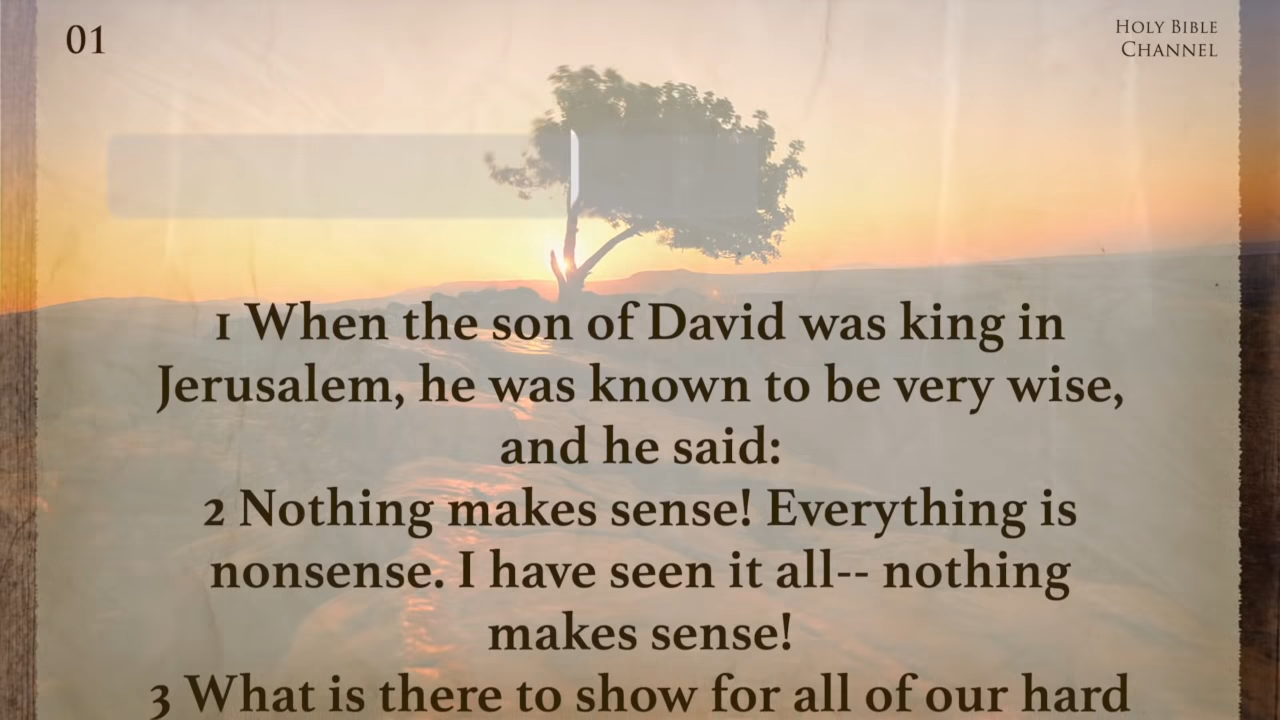 01
HOLY BIBLE
CHANNEL
1 When the son of David was king in
Jerusalem, he was known to be very wise,
and he said:
2 Nothing makes sense! Everything is
nonsense. I have seen it all-- nothing
makes sense!
3 What is there to show for all of our hard